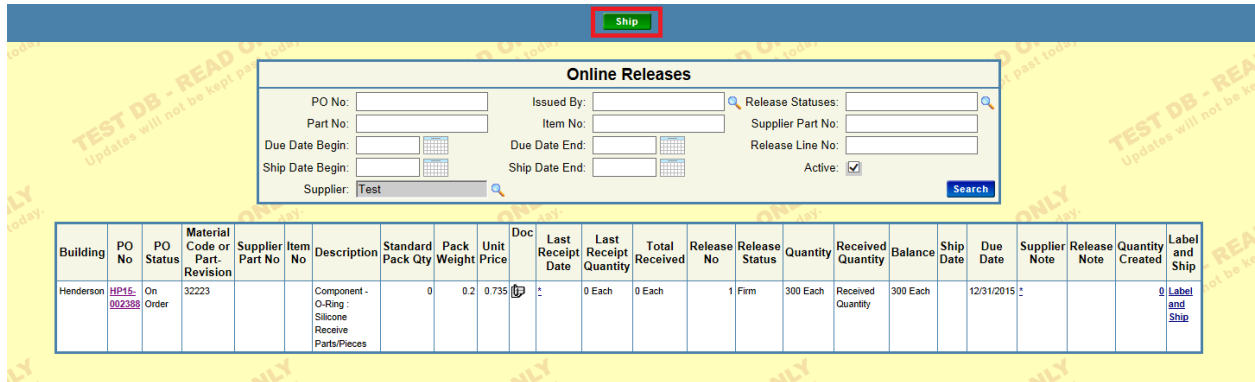 Ship
Online Releases
PO No:
Issued By:
Release Statuses:
Part No:
Item No:
Supplier Part No:
Due Date Begin:
Due Date End:
Release Line No:
Ship Date Begin:
Ship Date End:
Active:
Supplier: Test
Search
Building
PO
No
PO
Status
Material
Code or
Part-
Revision
Supplier
Part No
Item
No
Description
Standard
Pack Qty
Pack
Weight
Unit
Price
Doc
Last
Receipt
Date
Last
Receipt
Quantity
Total
Received
Release
No
Release
Status
Quantity
Received
Quantity
Balance
Ship
Date
Due
Date
Supplier
Note
Release
Note
Quantity
Created
Label
and
Ship
Henderson
HP15-
002388
On
Order
32223
Component -
O-Ring :
Silicone
Receive
Parts/Pieces
0
0.2
0.735
*
0 Each
0 Each
1
Firm
300 Each
Received
Quantity
300 Each
12/31/2015
*
0
Label
and
Ship
TEST DB - READ ONLY
Updates will not be kept past today.